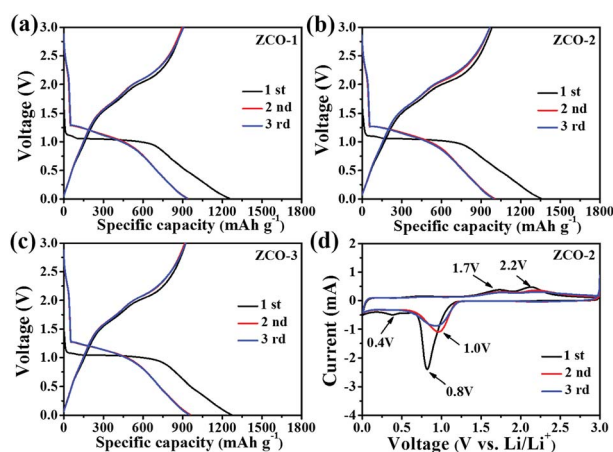 (a)
ZCO-1
1 st
2 nd
3 rd
Voltage (V)
3.0
2.5
2.0
1.5
1.0
0.5
0.0
0 300 600 900 1200 1500 1800
Specific capacity (mAh g⁻¹)
(b)
ZCO-2
1 st
2 nd
3 rd
Voltage (V)
3.0
2.5
2.0
1.5
1.0
0.5
0.0
0 300 600 900 1200 1500 1800
Specific capacity (mAh g⁻¹)
(c)
ZCO-3
1 st
2 nd
3 rd
Voltage (V)
3.0
2.5
2.0
1.5
1.0
0.5
0.0
0 300 600 900 1200 1500 1800
Specific capacity (mAh g⁻¹)
(d)
ZCO-2
1.7V
2.2V
0.4V
1.0V
0.8V
1 st
2 nd
3 rd
Current (mA)
3
2
1
0
-1
-2
-3
-4
0.0 0.5 1.0 1.5 2.0 2.5 3.0
Voltage (V vs. Li/Li⁺)